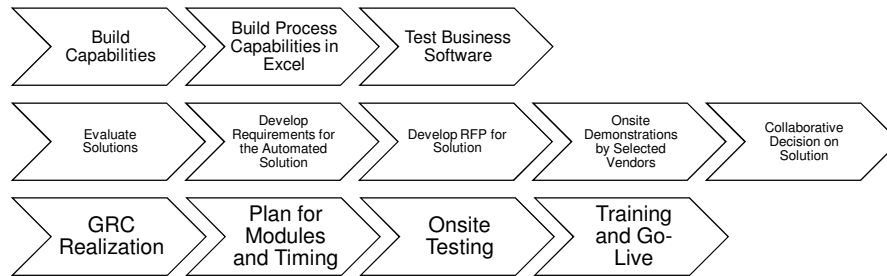 Build
Capabilities
Build Process
Capabilities in
Excel
Test Business
Software
Evaluate
Solutions
Develop
Requirements for
the Automated
Solution
Develop RFP for
Solution
Onsite
Demonstrations
by Selected
Vendors
Collaborative
Decision on
Solution
GRC
Realization
Plan for
Modules
and Timing
Onsite
Testing
Training
and Go-
Live